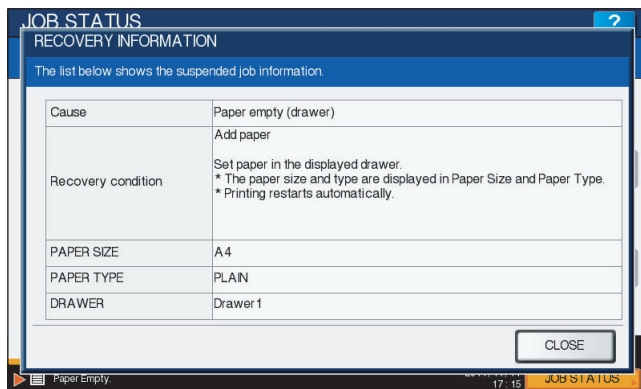 JOB STATUS
?
RECOVERY INFORMATION
The list below shows the suspended job information.
Cause
Paper empty (drawer)
Recovery condition
Add paper
Set paper in the displayed drawer.
* The paper size and type are displayed in Paper Size and Paper Type.
* Printing restarts automatically.
PAPER SIZE
A4
PAPER TYPE
PLAIN
DRAWER
Drawer1
CLOSE
Paper Empty.
17:15
JOB STATUS